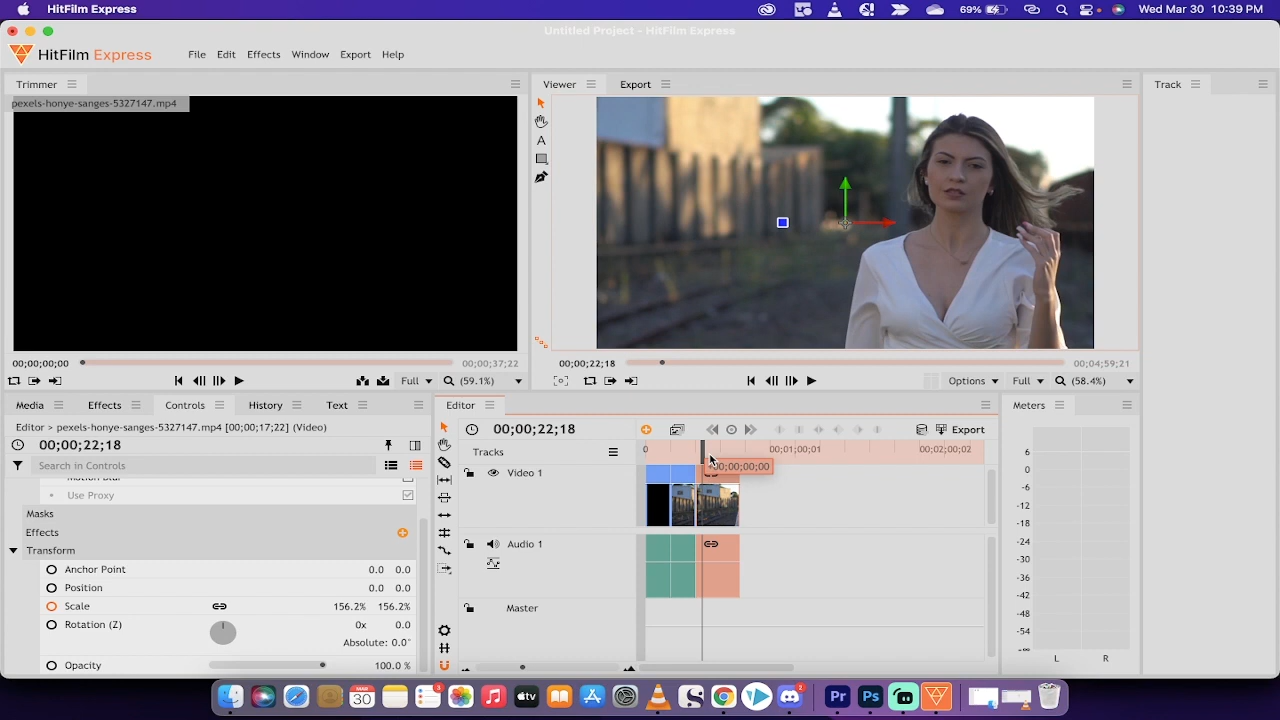 69%
Wed Mar 30 10:39 PM
Untitled Project - HitFilm Express
HitFilm Express
File Edit Effects Window Export Help
Trimmer
Viewer
Export
Track
pexels-honye-sanges-5327147.mp4
00;00;00;00
00;00;37;22
00;00;22;18
00;04;59;21
Full
(59.1%)
Options
Full
(58.4%)
Media
Effects
Controls
History
Text
Editor
Meters
Editor > pexels-honye-sanges-5327147.mp4 [00;00;17;22] (Video)
00;00;22;18
00;00;22;18
Export
Search in Controls
Tracks
0
00;01;00;01
00;02;00;02
+00;00;00;00
Use Proxy
Masks
Effects
Transform
Anchor Point 0.0 0.0
Position 0.0 0.0
Scale 156.2% 156.2%
Rotation (Z) 0x 0.0
Absolute: 0.0°
Opacity 100.0 %
Video 1
Audio 1
Master
6
0
-6
-12
-18
-24
-30
-36
-42
-48
-54
L R
30
tv
Pr
Ps